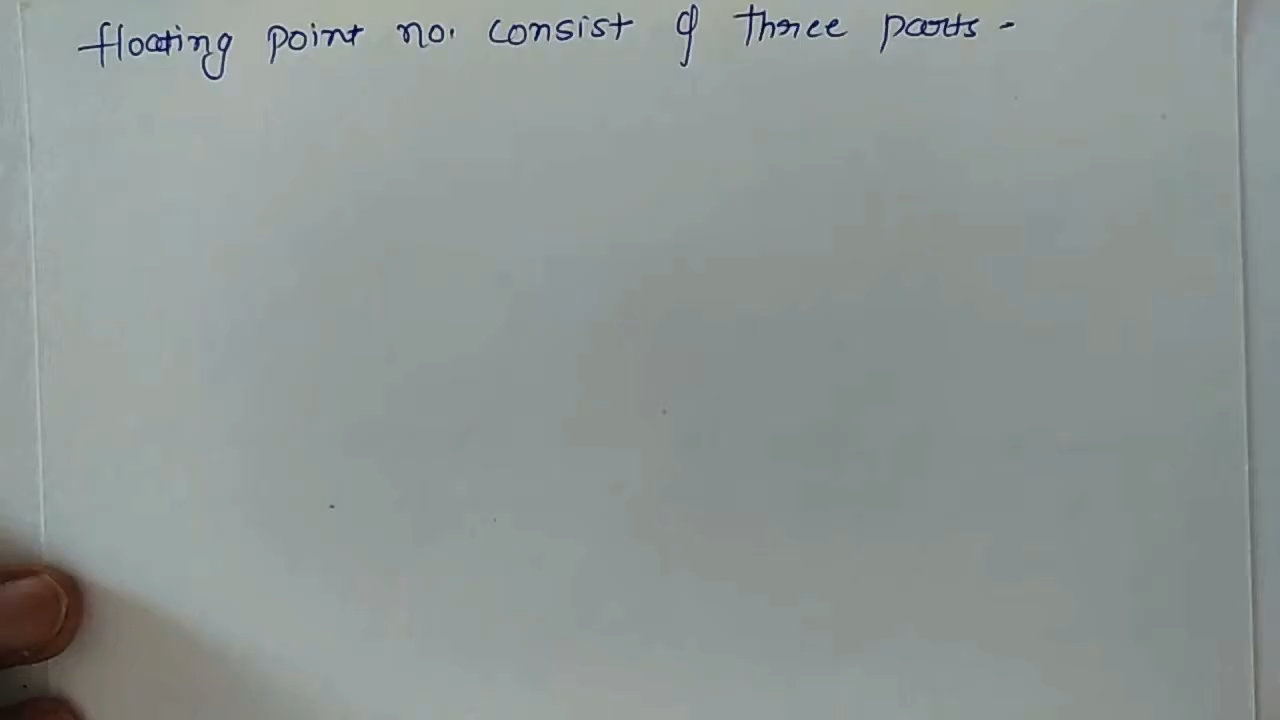 floating point no. consist of three parts -